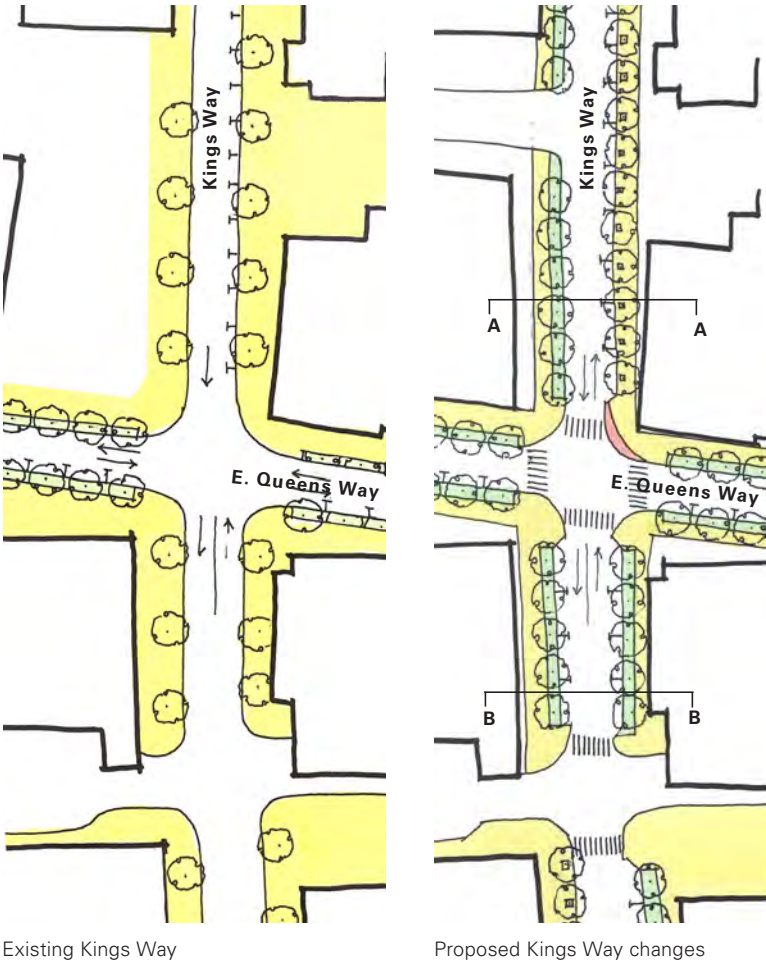 Kings Way
E. Queens Way
Existing Kings Way
Kings Way
A
A
E. Queens Way
B
B
Proposed Kings Way changes